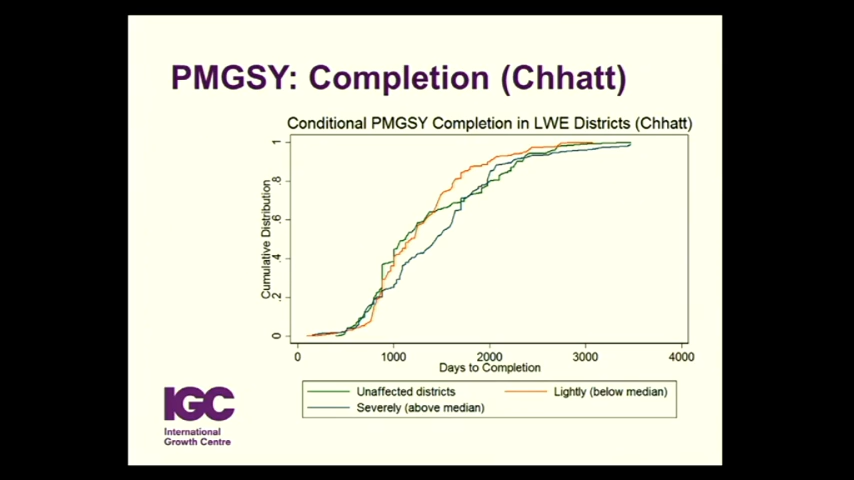 PMGSY: Completion (Chhatt)
Conditional PMGSY Completion in LWE Districts (Chhatt)
Cumulative Distribution
1
.8
.6
.4
.2
0
0 1000 2000 3000 4000
Days to Completion
Unaffected districts Lightly (below median)
Severely (above median)
IGC
International
Growth Centre